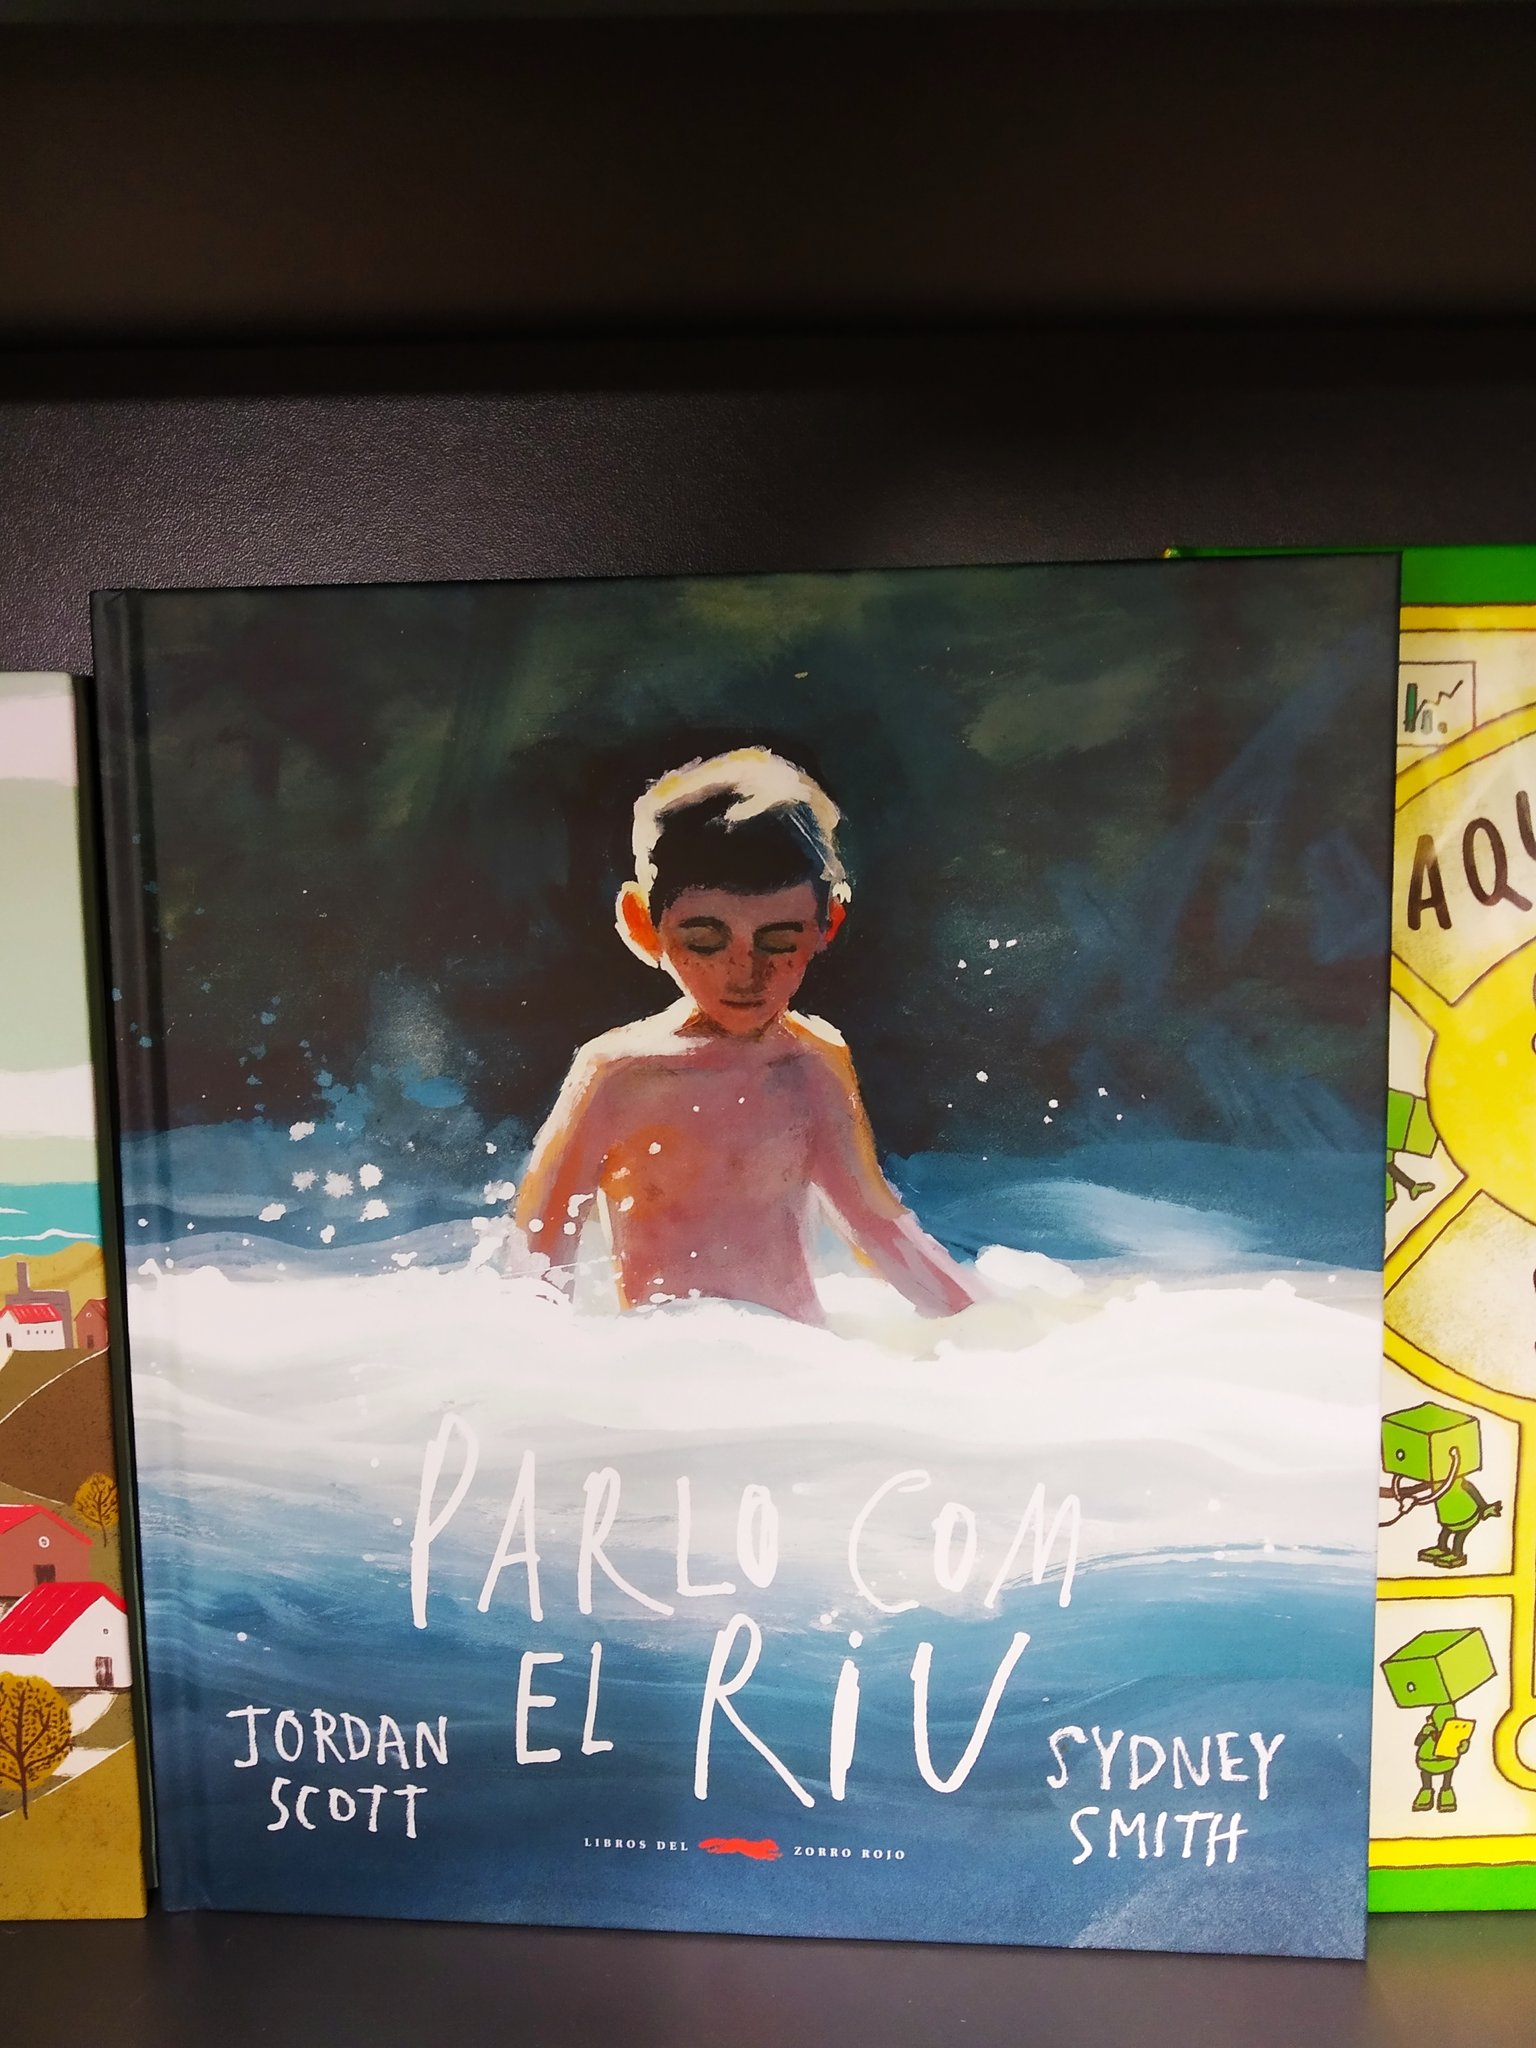 PARLO COM
EL RiU
JORDAN
SCOTT
SYDNEY
SMITH
LIBROS DEL ZORRO ROJO